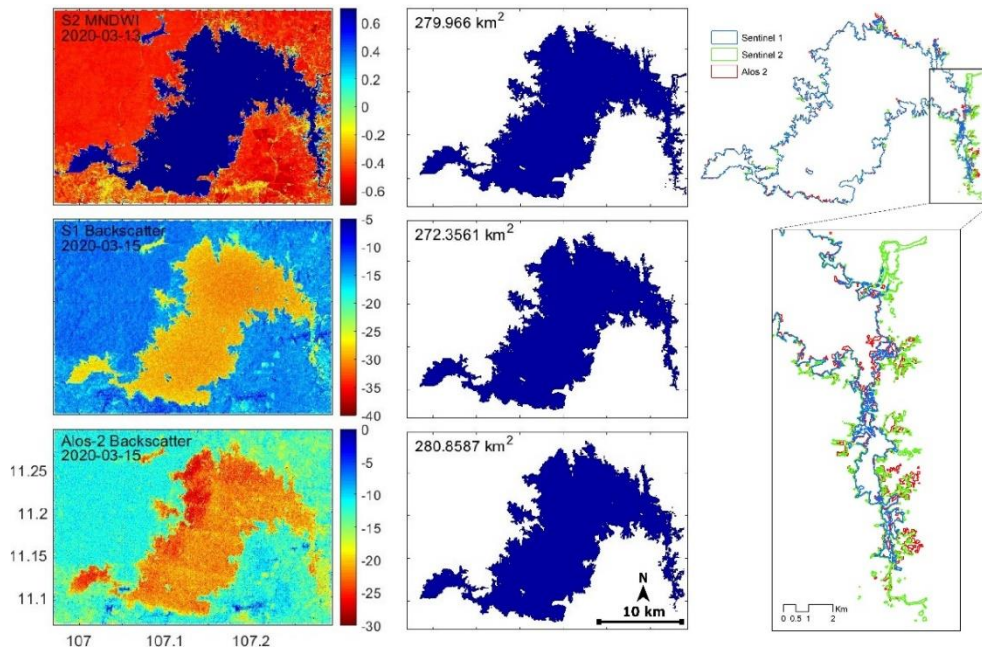 S2 MNDWI
2020-03-13
0.6
0.4
0.2
0
-0.2
-0.4
-0.6
279.966 km²
Sentinel 1
Sentinel 2
Alos 2
S1 Backscatter
2020-03-15
-5
-10
-15
-20
-25
-30
-35
-40
272.3561 km²
Alos-2 Backscatter
2020-03-15
11.25
11.2
11.15
11.1
107
107.1
107.2
0
-5
-10
-15
-20
-25
-30
280.8587 km²
N
10 km
Km
0 0.5 1 2